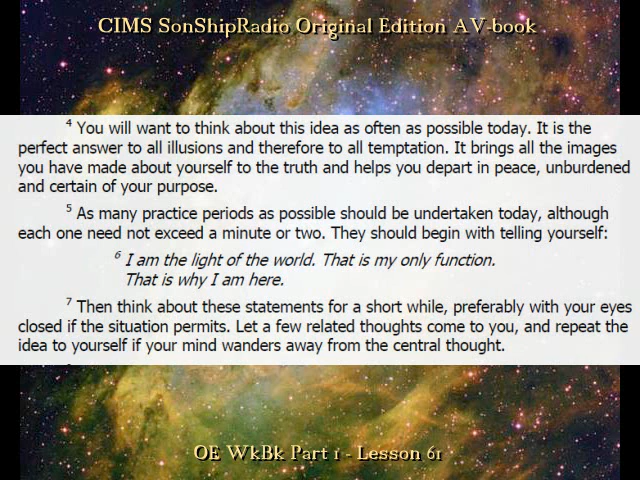 CIMS SonShipRadio Original Edition AV-book
4 You will want to think about this idea as often as possible today. It is the
perfect answer to all illusions and therefore to all temptation. It brings all the images
you have made about yourself to the truth and helps you depart in peace, unburdened
and certain of your purpose.
5 As many practice periods as possible should be undertaken today, although
each one need not exceed a minute or two. They should begin with telling yourself:
6 I am the light of the world. That is my only function.
That is why I am here.
7 Then think about these statements for a short while, preferably with your eyes
closed if the situation permits. Let a few related thoughts come to you, and repeat the
idea to yourself if your mind wanders away from the central thought.
OE WkBk Part 1 - Lesson 61